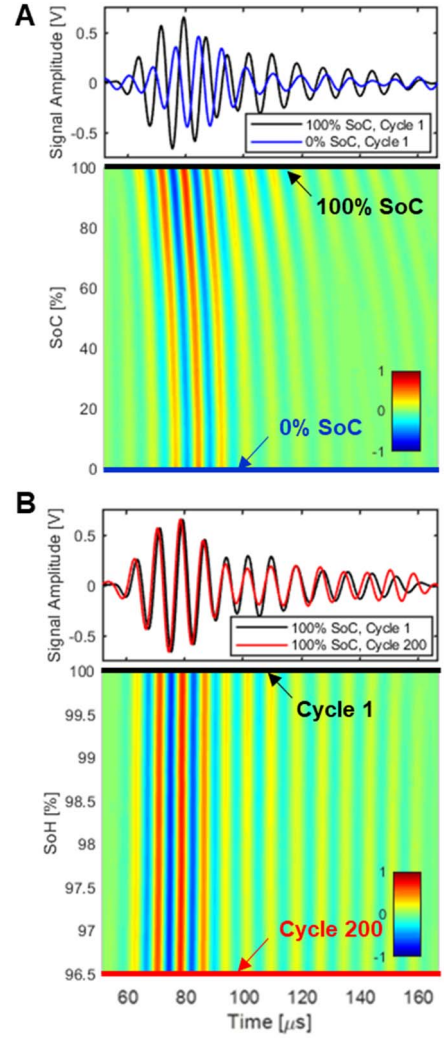 A
Signal Amplitude [V]
0.5
0
-0.5
100% SoC, Cycle 1
0% SoC, Cycle 1
SoC [%]
100
80
60
40
20
0
100% SoC
1
0
-1
0% SoC
B
Signal Amplitude [V]
0.5
0
-0.5
100% SoC, Cycle 1
100% SoC, Cycle 200
SoH [%]
100
99.5
99
98.5
98
97.5
97
96.5
Cycle 1
1
0
-1
Cycle 200
60 80 100 120 140 160
Time [μs]